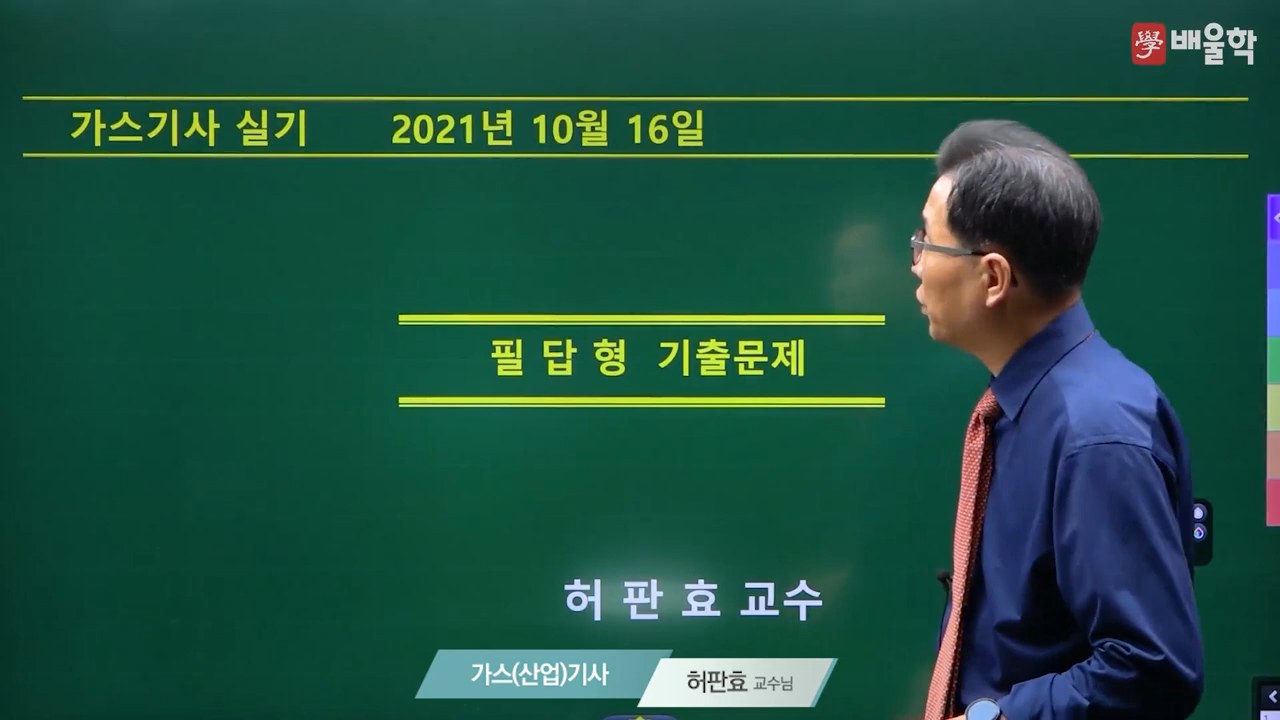 學 배울학
가스기사 실기 2021년 10월 16일
필 답 형 기출문제
허 판 효 교수
가스(산업)기사
허판효 교수님